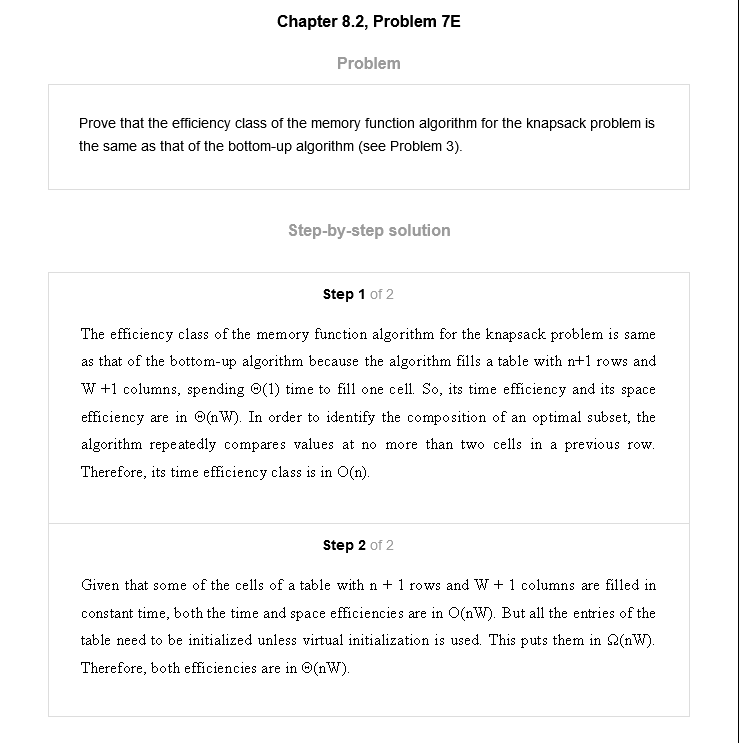 Chapter 8.2, Problem 7E
Problem
Prove that the efficiency class of the memory function algorithm for the knapsack problem is
the same as that of the bottom-up algorithm (see Problem 3).
Step-by-step solution
Step 1 of 2
The efficiency class of the memory function algorithm for the knapsack problem is same
as that of the bottom-up algorithm because the algorithm fills a table with n+1 rows and
W +1 columns, spending Θ(1) time to fill one cell. So, its time efficiency and its space
efficiency are in Θ(nW). In order to identify the composition of an optimal subset, the
algorithm repeatedly compares values at no more than two cells in a previous row.
Therefore, its time efficiency class is in O(n).
Step 2 of 2
Given that some of the cells of a table with n + 1 rows and W + 1 columns are filled in
constant time, both the time and space efficiencies are in O(nW). But all the entries of the
table need to be initialized unless virtual initialization is used. This puts them in Ω(nW).
Therefore, both efficiencies are in Θ(nW).